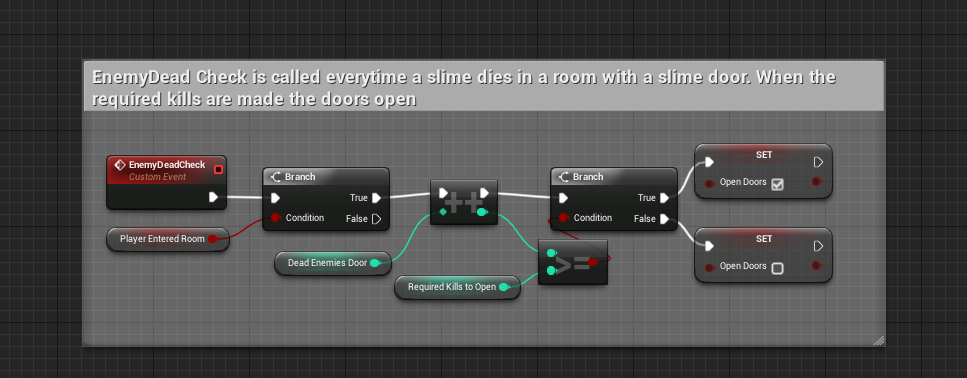 EnemyDead Check is called everytime a slime dies in a room with a slime door. When the
required kills are made the doors open
EnemyDeadCheck
Custom Event
Player Entered Room
Branch
True
Condition
False
Dead Enemies Door
++
Required Kills to Open
>=
Branch
True
Condition
False
SET
Open Doors
SET
Open Doors